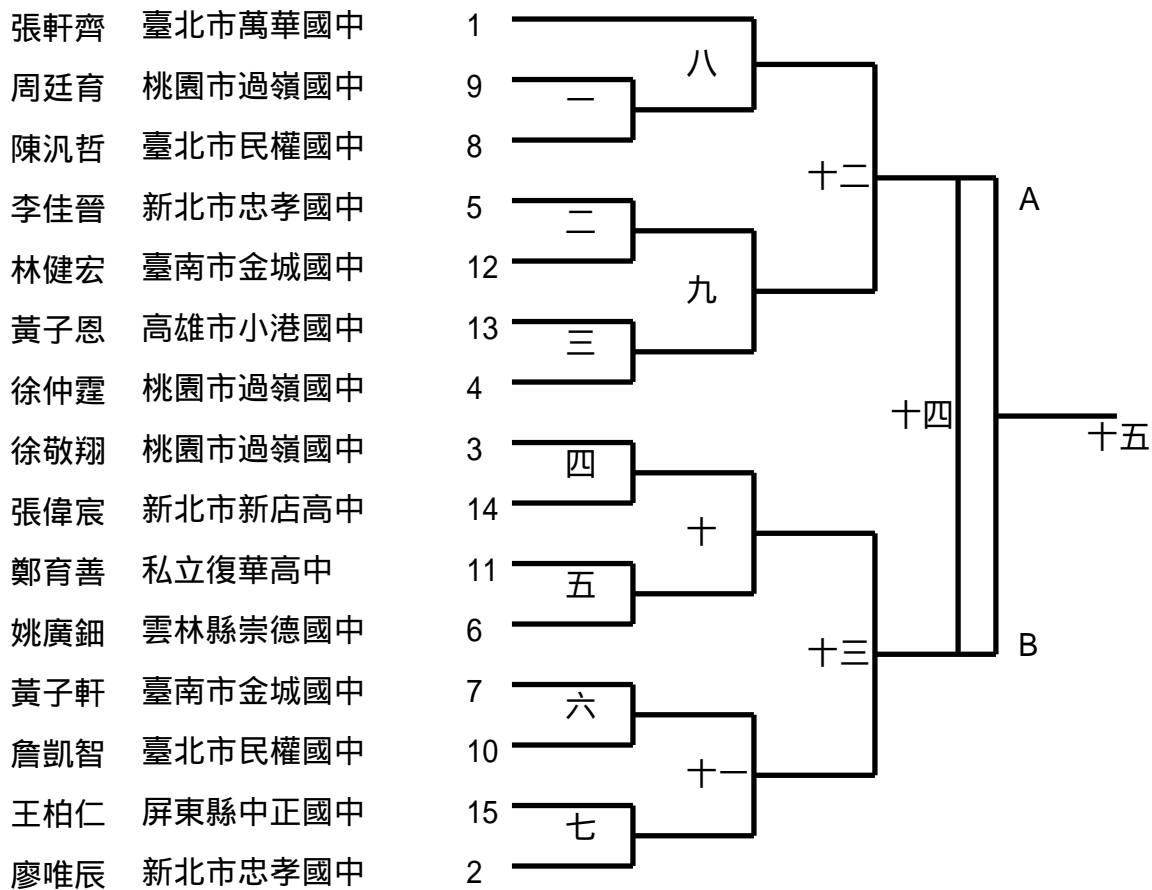 張軒齊 臺北市萬華國中 1
八
周廷育 桃園市過嶺國中 9
一
陳汎哲 臺北市民權國中 8
十二
A
李佳晉 新北市忠孝國中 5
二
林健宏 臺南市金城國中 12
九
黃子恩 高雄市小港國中 13
三
徐仲霆 桃園市過嶺國中 4
十四
十五
徐敬翔 桃園市過嶺國中 3
四
張偉宸 新北市新店高中 14
十
鄭育善 私立復華高中 11
五
姚廣鈿 雲林縣崇德國中 6
十三
B
黃子軒 臺南市金城國中 7
六
詹凱智 臺北市民權國中 10
十一
王柏仁 屏東縣中正國中 15
七
廖唯辰 新北市忠孝國中 2